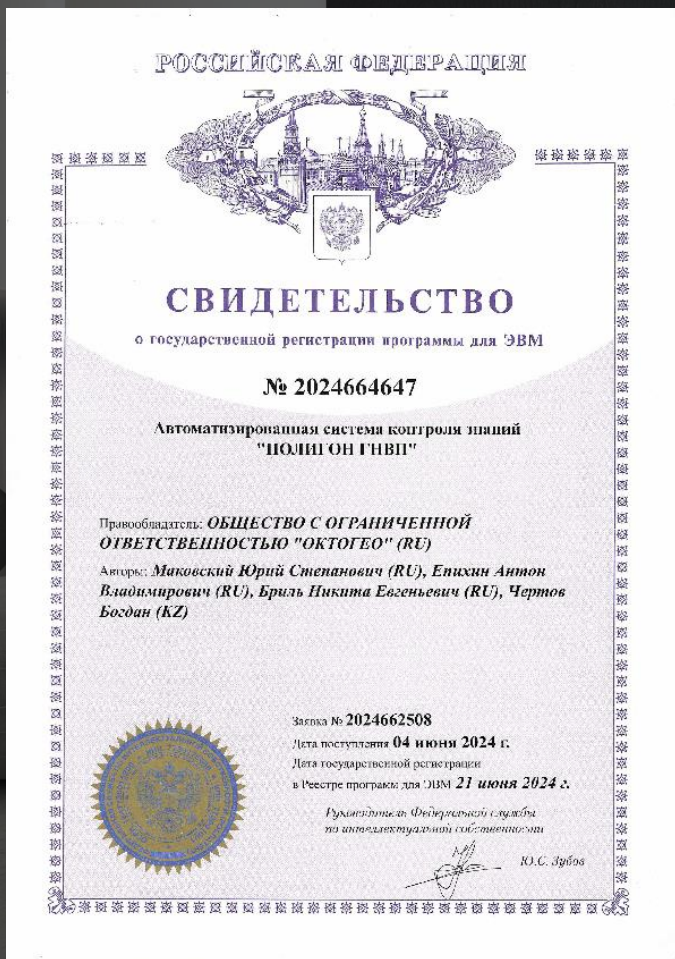 РОССИЙСКАЯ ФЕДЕРАЦИЯ
СВИДЕТЕЛЬСТВО
о государственной регистрации программы для ЭВМ
№ 2024664647
Автоматизированная система контроля знаний
"ПОЛИГОН ГНВП"
Правообладатель: ОБЩЕСТВО С ОГРАНИЧЕННОЙ
ОТВЕТСТВЕННОСТЬЮ "ОКТОГЕО" (RU)
Авторы: Маковский Юрий Степанович (RU), Епихин Антон
Владимирович (RU), Бриль Никита Евгеньевич (RU), Чертов
Богдан (KZ)
Заявка № 2024662508
Дата поступления 04 июня 2024 г.
Дата государственной регистрации
в Реестре программ для ЭВМ 21 июня 2024 г.
Руководитель Федеральной службы
по интеллектуальной собственности
Ю.С. Зубов